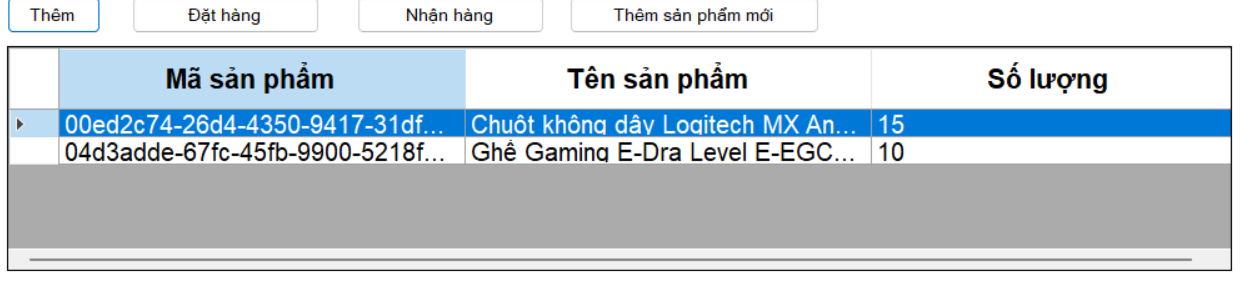 Thêm Đặt hàng Nhận hàng Thêm sản phẩm mới
Mã sản phẩm Tên sản phẩm Số lượng
00ed2c74-26d4-4350-9417-31df... Chuột không dây Logitech MX An... 15
04d3adde-67fc-45fb-9900-5218f... Ghế Gaming E-Dra Level E-EGC... 10